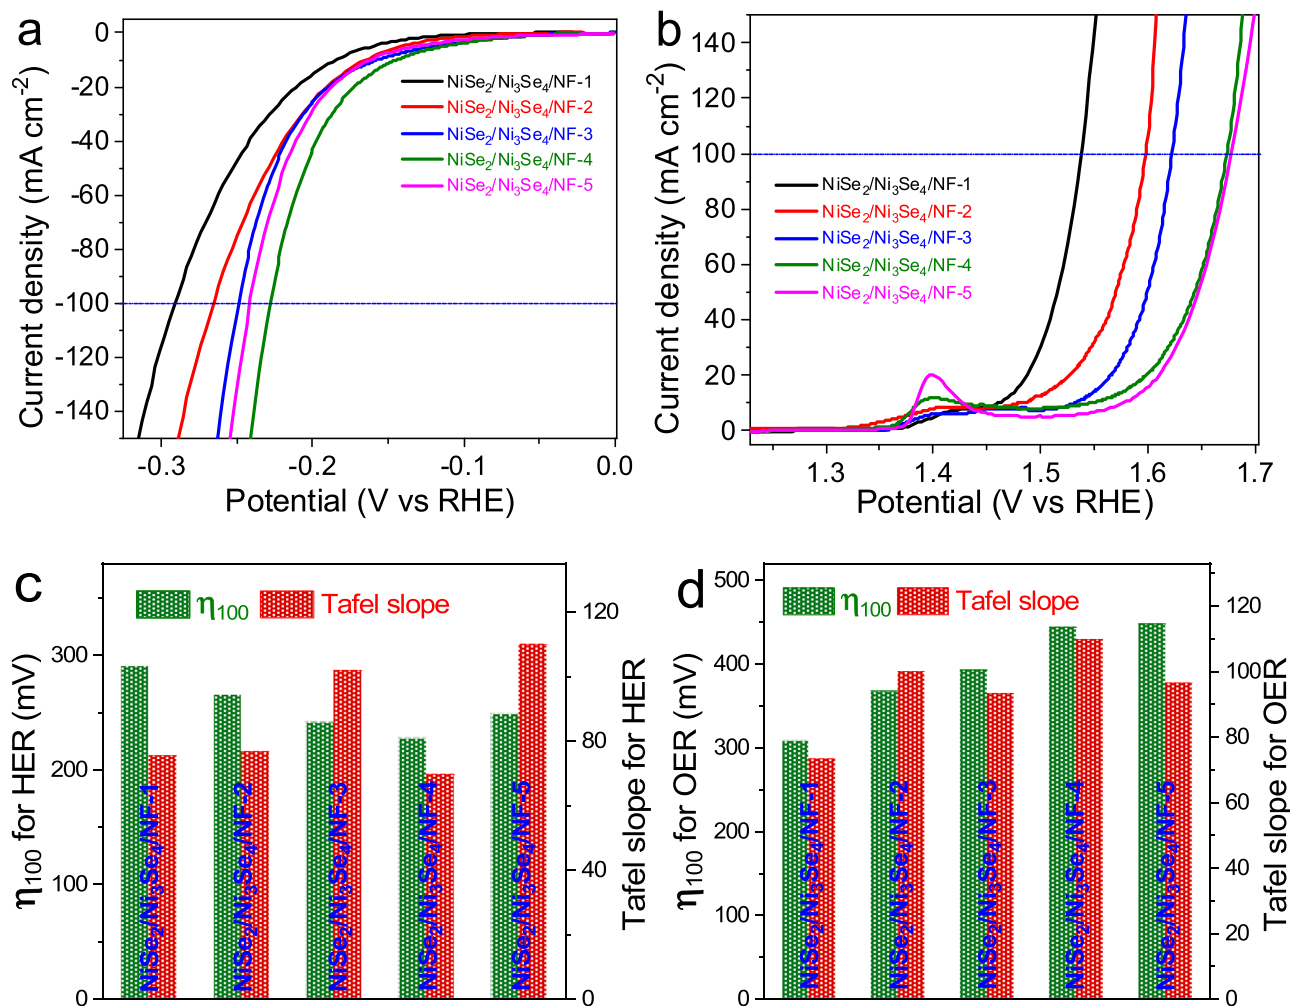 a
0
-20
-40
-60
-80
-100
-120
-140
Current density (mA cm⁻²)
NiSe₂/Ni₃Se₄/NF-1
NiSe₂/Ni₃Se₄/NF-2
NiSe₂/Ni₃Se₄/NF-3
NiSe₂/Ni₃Se₄/NF-4
NiSe₂/Ni₃Se₄/NF-5
-0.3 -0.2 -0.1 0.0
Potential (V vs RHE)
b
140
120
100
80
60
40
20
0
Current density (mA cm⁻²)
NiSe₂/Ni₃Se₄/NF-1
NiSe₂/Ni₃Se₄/NF-2
NiSe₂/Ni₃Se₄/NF-3
NiSe₂/Ni₃Se₄/NF-4
NiSe₂/Ni₃Se₄/NF-5
1.3 1.4 1.5 1.6 1.7
Potential (V vs RHE)
c
η₁₀₀ Tafel slope
300
200
100
0
η₁₀₀ for HER (mV)
NiSe₂/Ni₃Se₄/NF-1
NiSe₂/Ni₃Se₄/NF-2
NiSe₂/Ni₃Se₄/NF-3
NiSe₂/Ni₃Se₄/NF-4
NiSe₂/Ni₃Se₄/NF-5
120
80
40
0
Tafel slope for HER
d
η₁₀₀ Tafel slope
500
400
300
200
100
0
η₁₀₀ for OER (mV)
NiSe₂/Ni₃Se₄/NF-1
NiSe₂/Ni₃Se₄/NF-2
NiSe₂/Ni₃Se₄/NF-3
NiSe₂/Ni₃Se₄/NF-4
NiSe₂/Ni₃Se₄/NF-5
120
100
80
60
40
20
0
Tafel slope for OER